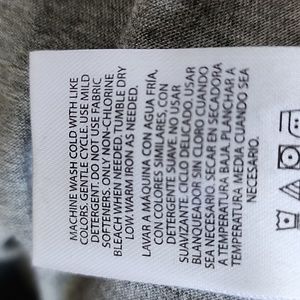 MACHINE WASH COLD WITH LIKE
COLORS, GENTLE CYCLE. USE MILD
DETERGENT. DO NOT USE FABRIC
SOFTENERS. ONLY NON-CHLORINE
BLEACH WHEN NEEDED. TUMBLE DRY
LOW. WARM IRON AS NEEDED.
LAVAR A MÁQUINA CON AGUA FRÍA,
CON COLORES SIMILARES, CON
DETERGENTE SUAVE. NO USAR
SUAVIZANTE. CICLO DELICADO. USAR
BLANQUEADOR SIN CLORO CUANDO
SEA NECESARIO. SECAR EN SECADORA
A TEMPERATURA BAJA. PLANCHAR A
TEMPERATURA MEDIA CUANDO SEA
NECESARIO.